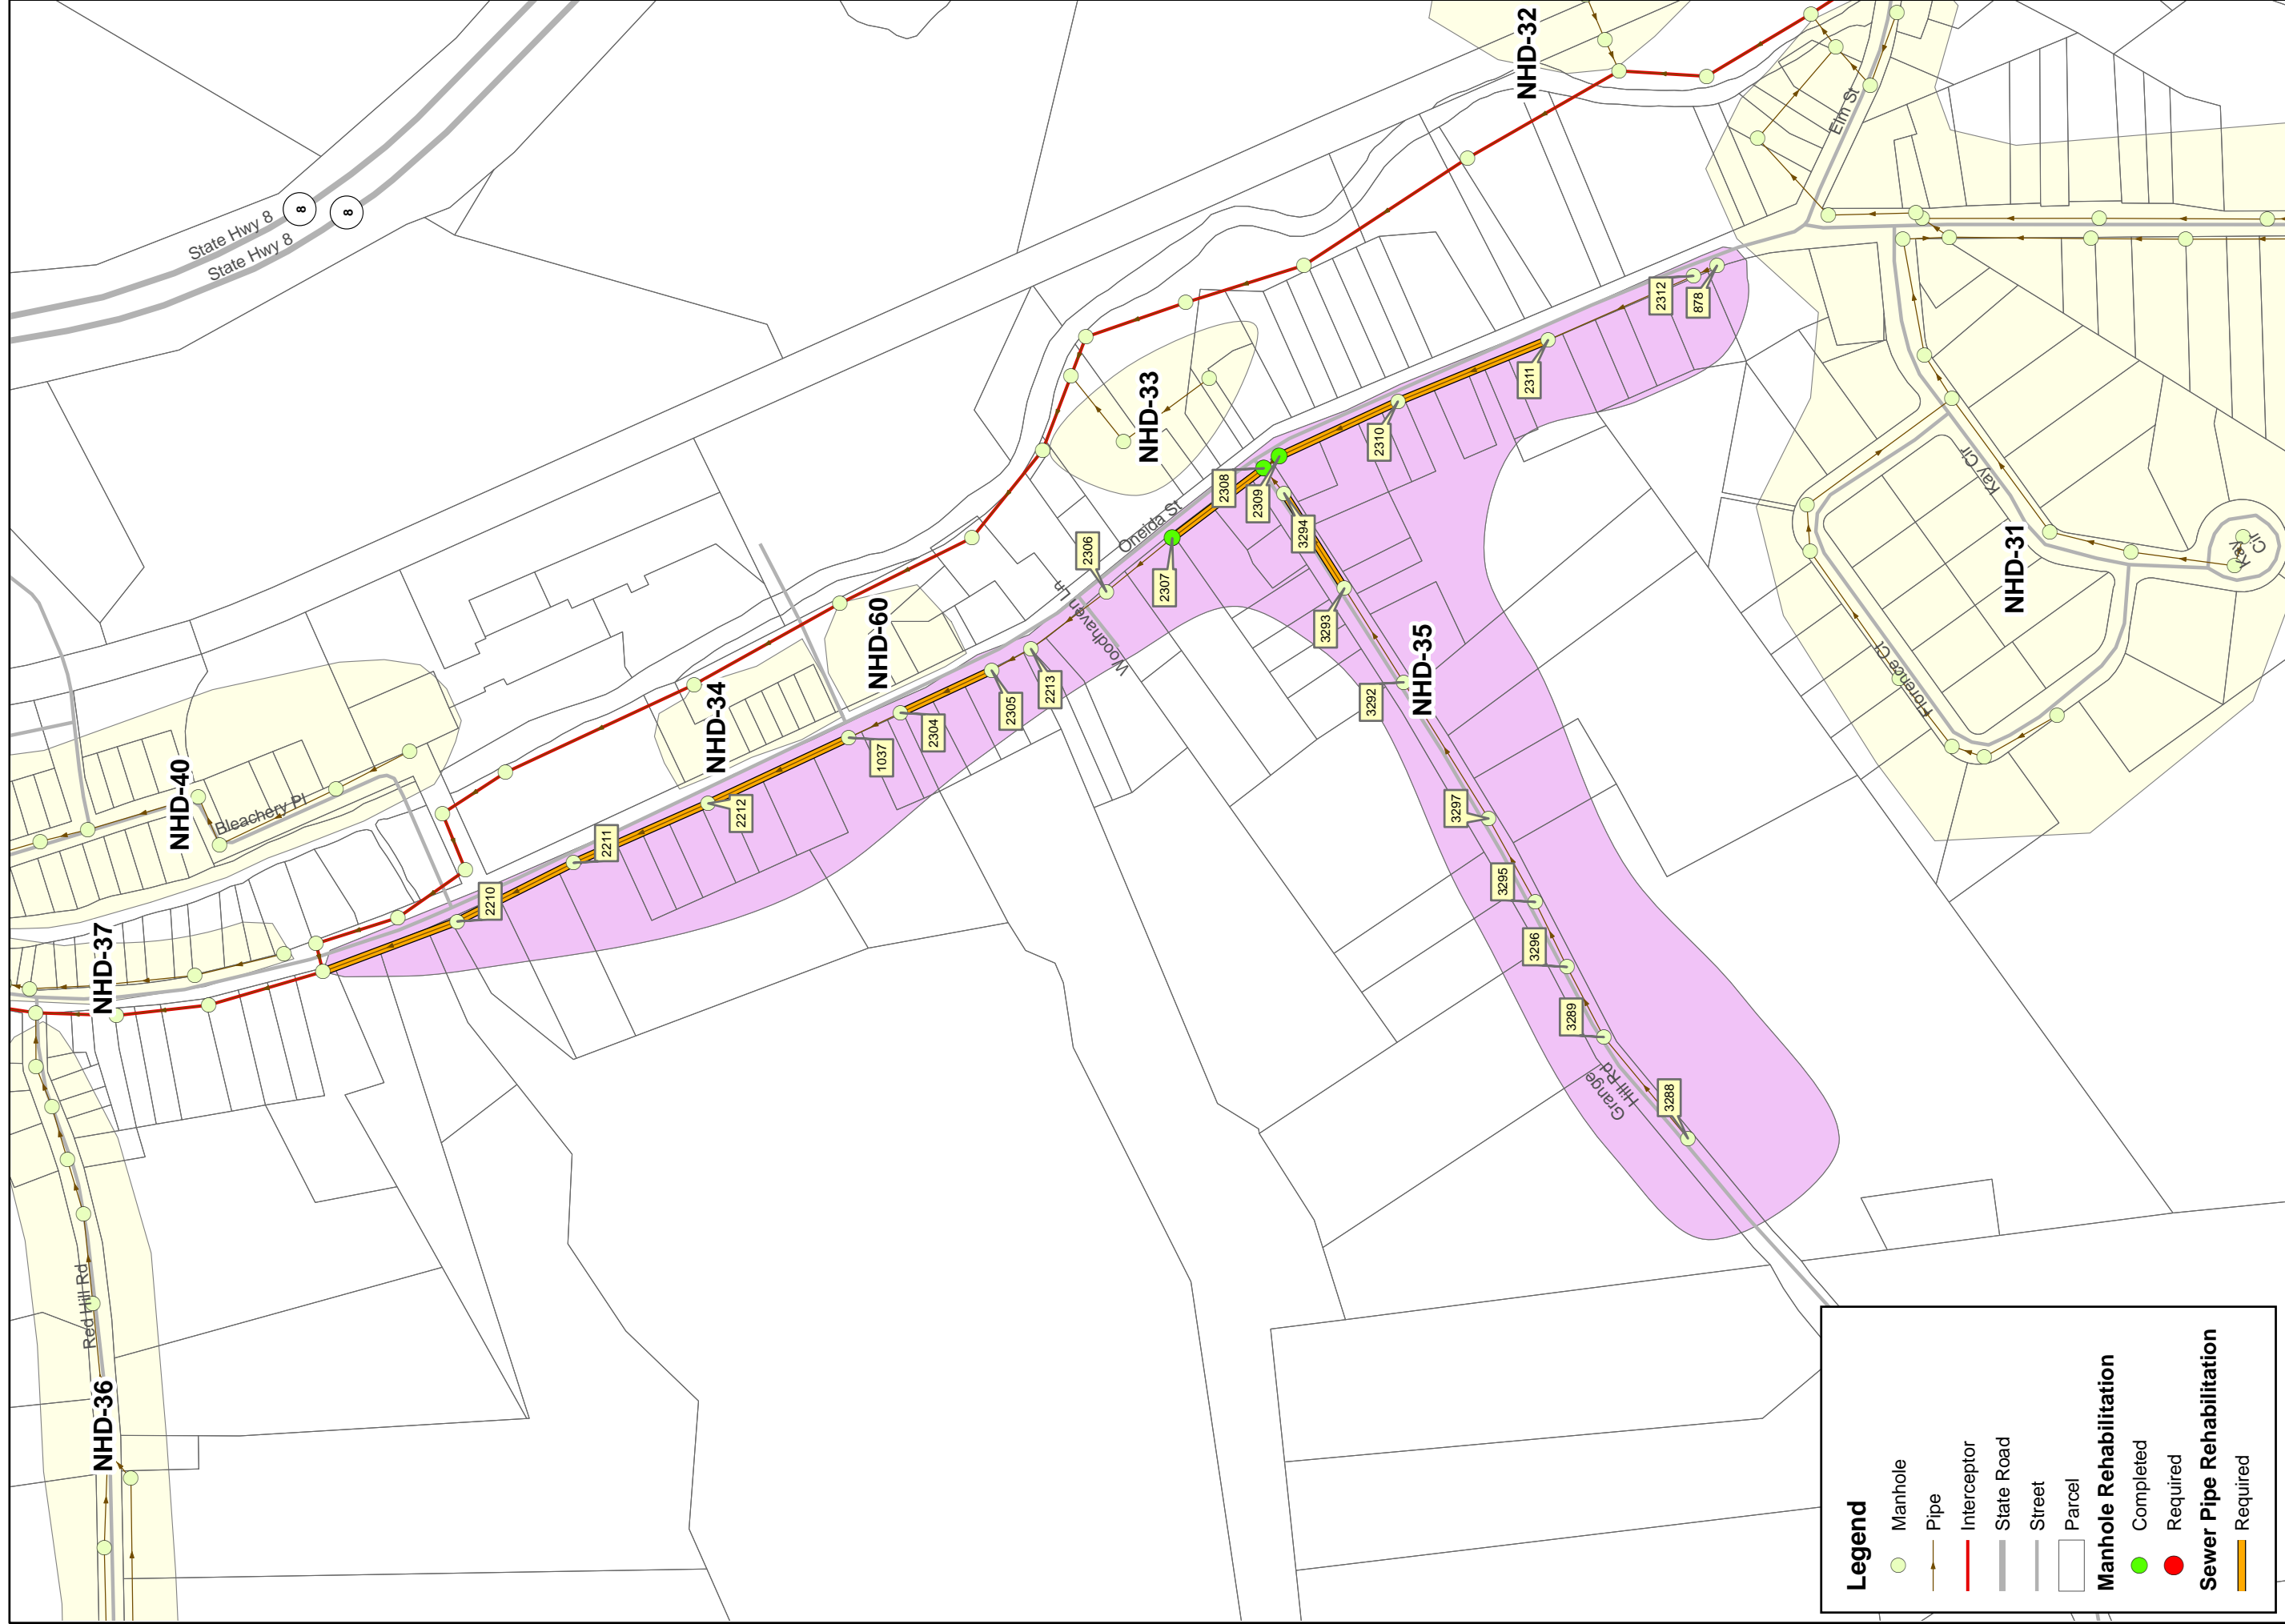 State Hwy 8
State Hwy 8
8
8
NHD-32
Elm St
NHD-33
2312
878
2311
2310
2308
2309
3294
Oneida St
2306
2307
Woodhaven Ln
3293
NHD-35
3292
Kay Cir
Kay Cir
NHD-31
Florence Ct
NHD-60
NHD-34
2213
2305
2304
1037
2212
2211
2210
NHD-40
Bleachery Pl
NHD-37
3297
3295
3296
3289
3288
Grange
Hill Rd
Red Hill Rd
NHD-36
Legend
Manhole
Pipe
Interceptor
State Road
Street
Parcel
Manhole Rehabilitation
Completed
Required
Sewer Pipe Rehabilitation
Required